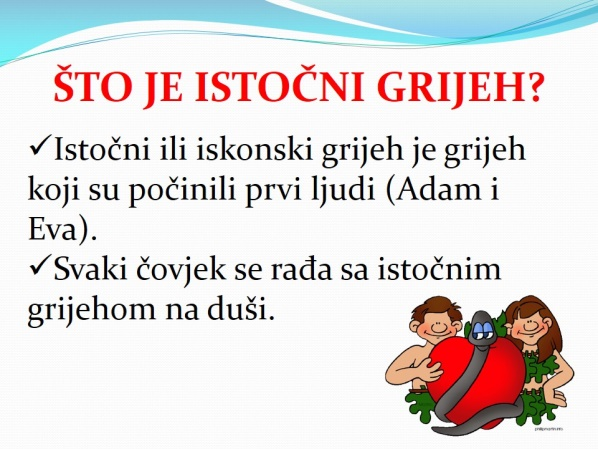 ŠTO JE ISTOČNI GRIJEH?
✓Istočni ili iskonski grijeh je grijeh
koji su počinili prvi ljudi (Adam i
Eva).
✓Svaki čovjek se rađa sa istočnim
grijehom na duši.